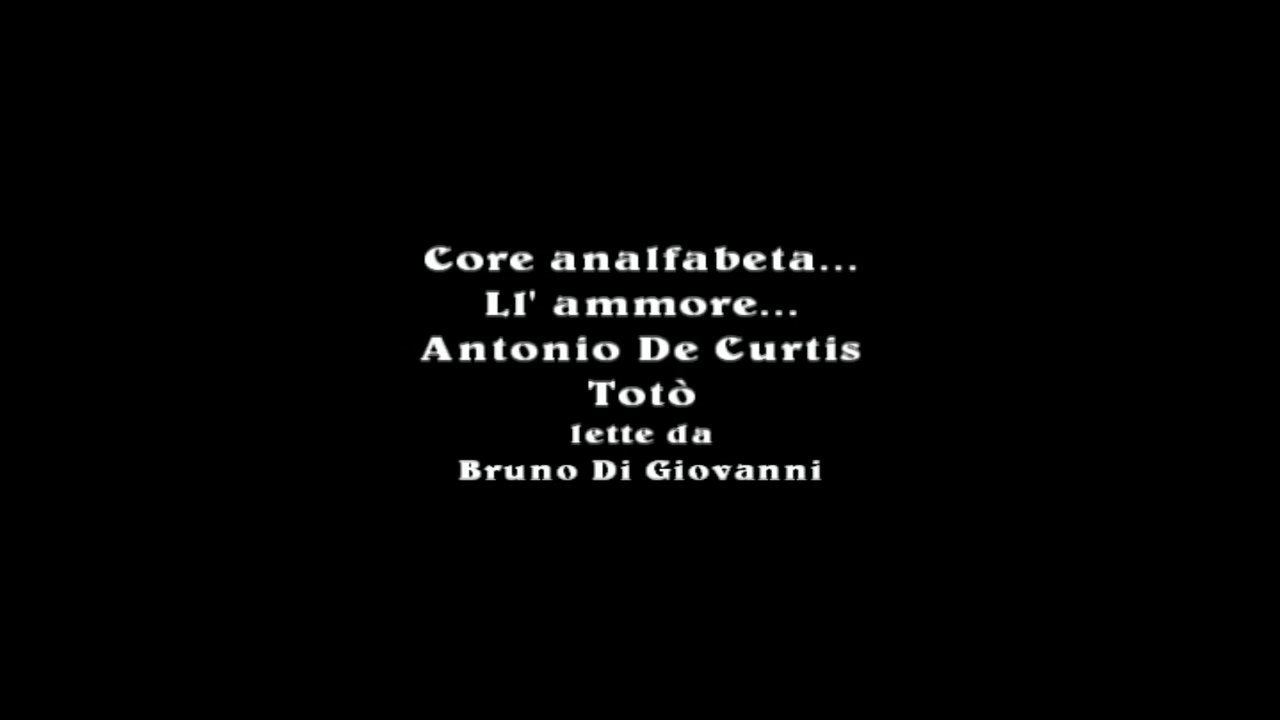 Core analfabeta...
Ll' ammore...
Antonio De Curtis
Totò
lette da
Bruno Di Giovanni